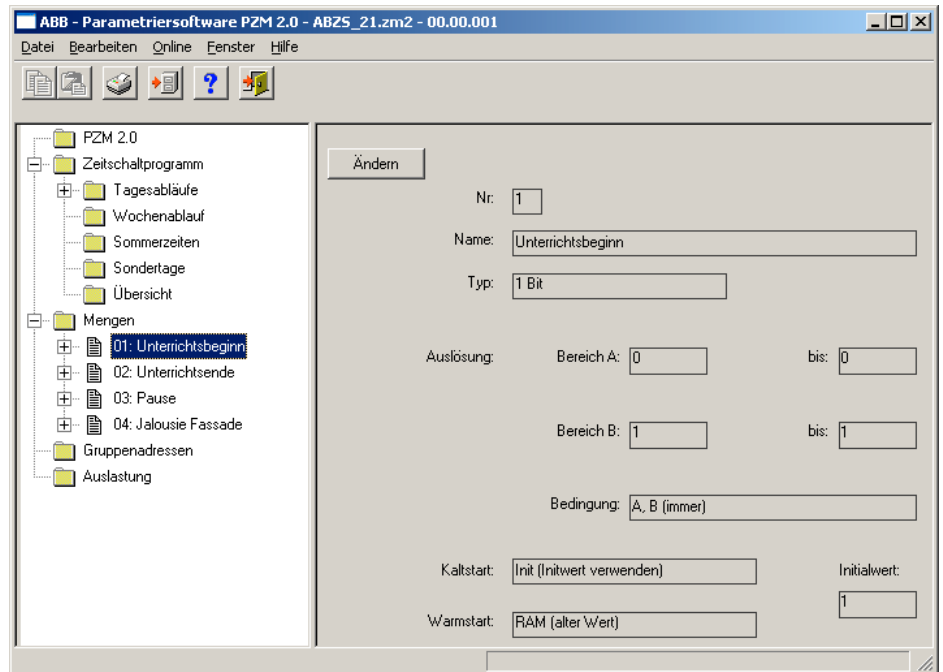 ABB - Parametriersoftware PZM 2.0 - ABZS_21.zm2 - 00.00.001
Datei Bearbeiten Online Fenster Hilfe
?
PZM 2.0
Zeitschaltprogramm
Tagesabläufe
Wochenablauf
Sommerzeiten
Sondertage
Übersicht
Mengen
01: Unterrichtsbeginn
02: Unterrichtsende
03: Pause
04: Jalousie Fassade
Gruppenadressen
Auslastung
Ändern
Nr: 1
Name: Unterrichtsbeginn
Typ: 1 Bit
Auslösung: Bereich A: 0 bis: 0
Bereich B: 1 bis: 1
Bedingung: A, B (immer)
Kaltstart: Init (Initwert verwenden) Initialwert:
1
Warmstart: RAM (alter Wert)